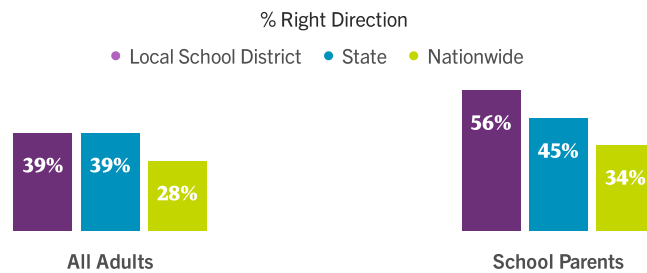 % Right Direction
Local School District State Nationwide
39% 39% 28%
56% 45% 34%
All Adults
School Parents